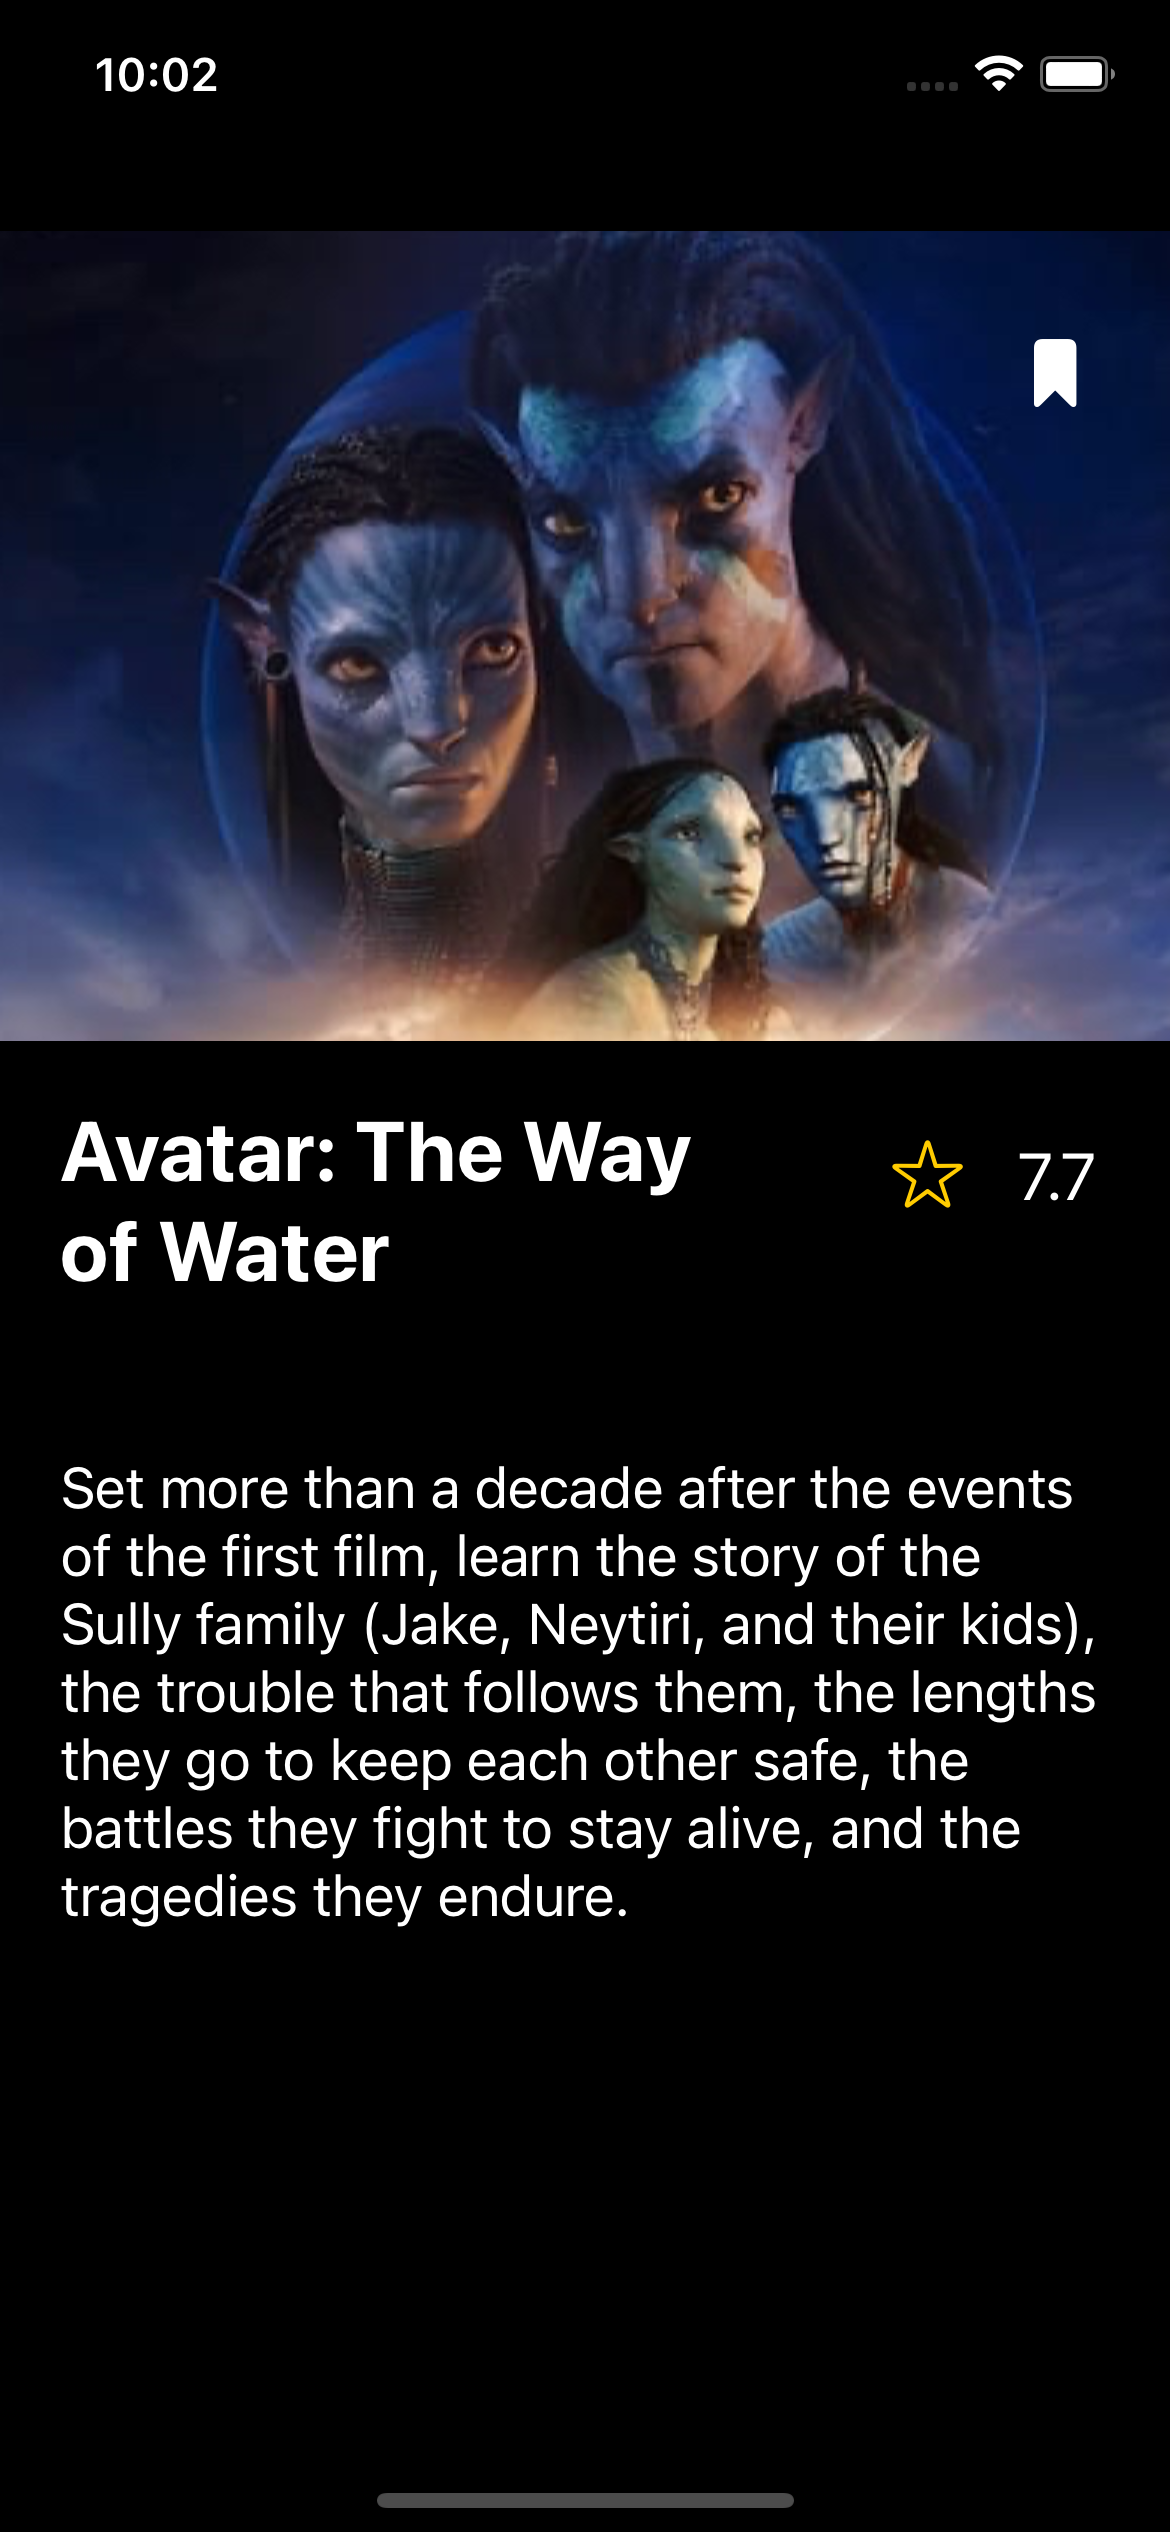 10:02
Avatar: The Way
of Water
7.7
Set more than a decade after the events
of the first film, learn the story of the
Sully family (Jake, Neytiri, and their kids),
the trouble that follows them, the lengths
they go to keep each other safe, the
battles they fight to stay alive, and the
tragedies they endure.